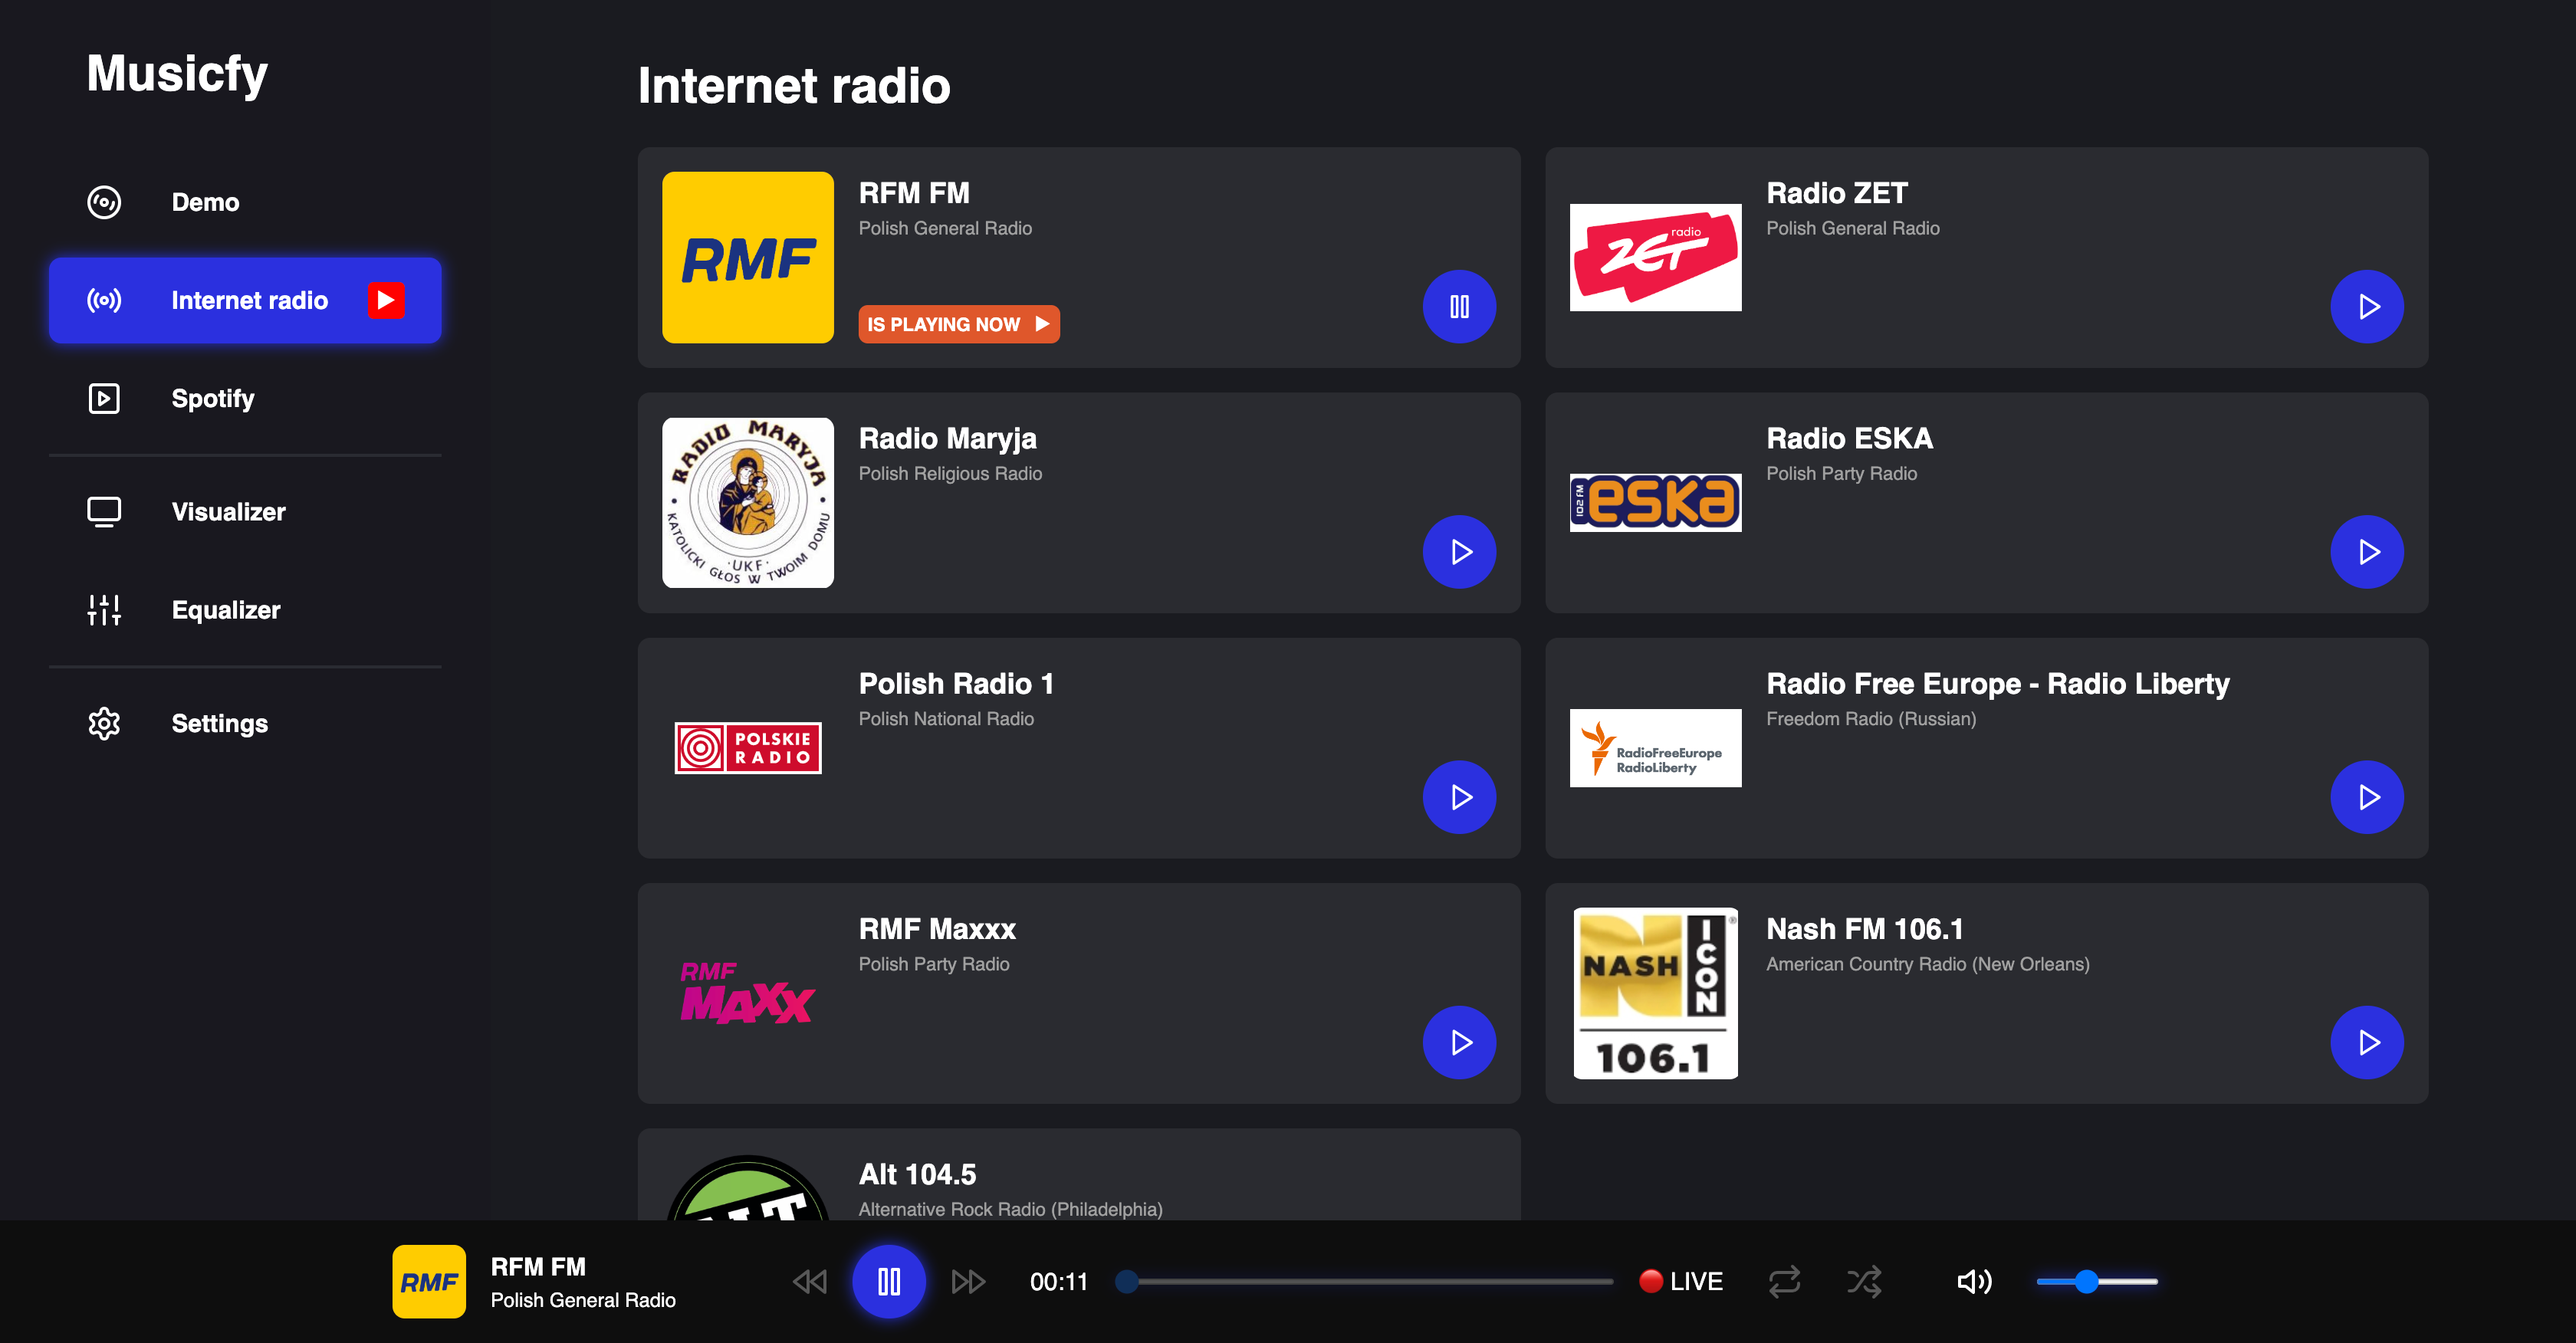 Musicfy
Demo
Internet radio
Spotify
Visualizer
Equalizer
Settings
Internet radio
RMF
RFM FM
Polish General Radio
IS PLAYING NOW
radio
ZET
Radio ZET
Polish General Radio
RADIO MARYJA
KATOLICKI GŁOS W TWOIM DOMU
UKF
Radio Maryja
Polish Religious Radio
102 FM
eska
Radio ESKA
Polish Party Radio
POLSKIE
RADIO
Polish Radio 1
Polish National Radio
RadioFreeEurope
RadioLiberty
Radio Free Europe - Radio Liberty
Freedom Radio (Russian)
RMF
MAXX
RMF Maxxx
Polish Party Radio
NASH
ICON
106.1
Nash FM 106.1
American Country Radio (New Orleans)
Alt 104.5
Alternative Rock Radio (Philadelphia)
RMF
RFM FM
Polish General Radio
00:11
LIVE